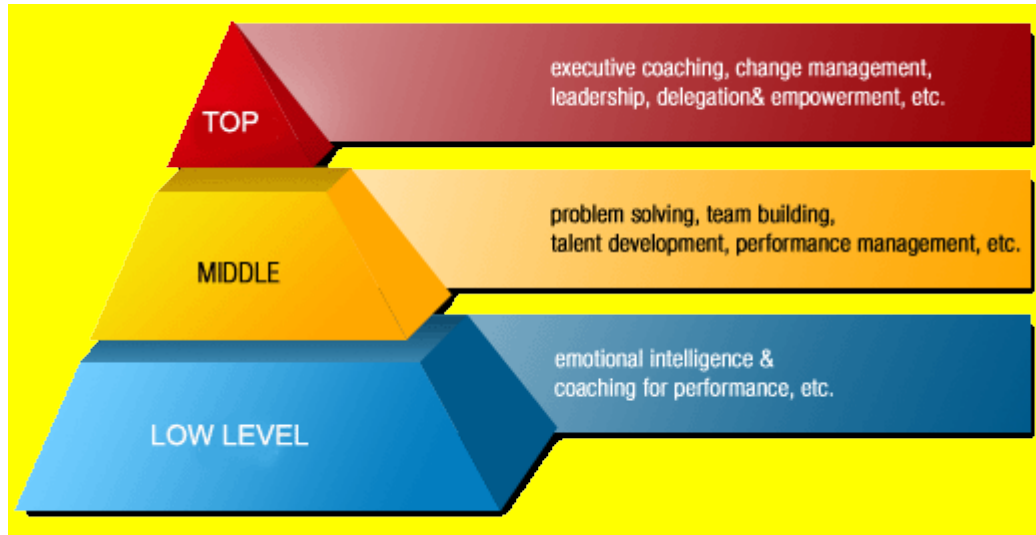 TOP
executive coaching, change management,
leadership, delegation& empowerment, etc.
MIDDLE
problem solving, team building,
talent development, performance management, etc.
LOW LEVEL
emotional intelligence &
coaching for performance, etc.